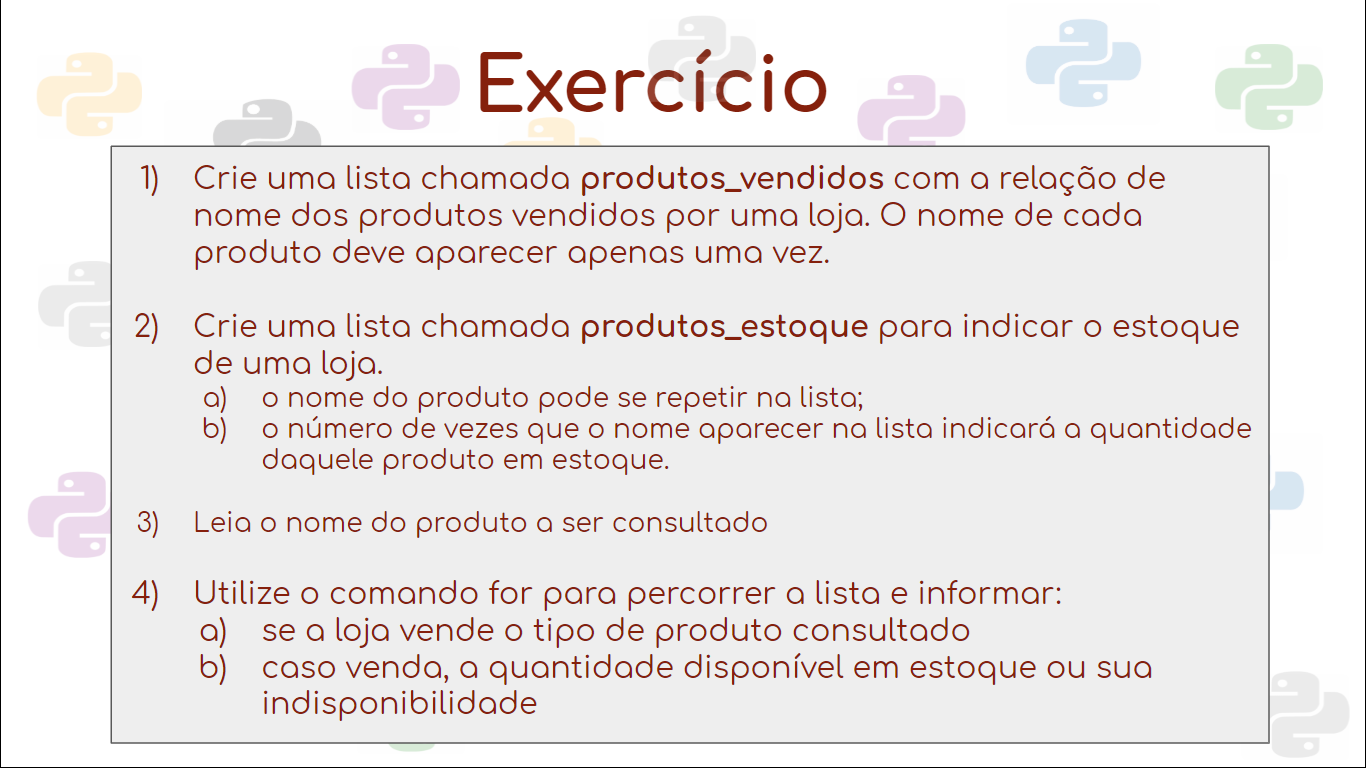 Exercício
1) Crie uma lista chamada produtos_vendidos com a relação de
nome dos produtos vendidos por uma loja. O nome de cada
produto deve aparecer apenas uma vez.
2) Crie uma lista chamada produtos_estoque para indicar o estoque
de uma loja.
a) o nome do produto pode se repetir na lista;
b) o número de vezes que o nome aparecer na lista indicará a quantidade
daquele produto em estoque.
3) Leia o nome do produto a ser consultado
4) Utilize o comando for para percorrer a lista e informar:
a) se a loja vende o tipo de produto consultado
b) caso venda, a quantidade disponível em estoque ou sua
indisponibilidade